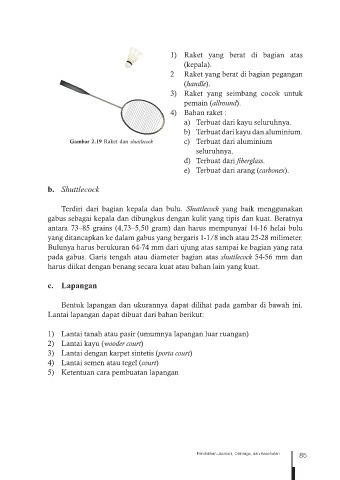 1) Raket yang berat di bagian atas
(kepala).
2 Raket yang berat di bagian pegangan
(handle).
3) Raket yang seimbang cocok untuk
pemain (allround).
4) Bahan raket :
a) Terbuat dari kayu seluruhnya.
b) Terbuat dari kayu dan aluminium.
c) Terbuat dari aluminium
seluruhnya.
d) Terbuat dari fiberglass.
e) Terbuat dari arang (carbonex).
Gambar 2.19 Raket dan shuttlecock
b. Shuttlecock
Terdiri dari bagian kepala dan bulu. Shuttlecock yang baik menggunakan
gabus sebagai kepala dan dibungkus dengan kulit yang tipis dan kuat. Beratnya
antara 73–85 grains (4,73–5,50 gram) dan harus mempunyai 14-16 helai bulu
yang ditancapkan ke dalam gabus yang bergaris 1-1/8 inch atau 25-28 milimeter.
Bulunya harus berukuran 64-74 mm dari ujung atas sampai ke bagian yang rata
pada gabus. Garis tengah atau diameter bagian atas shuttlecock 54-56 mm dan
harus diikat dengan benang secara kuat atau bahan lain yang kuat.
c. Lapangan
Bentuk lapangan dan ukurannya dapat dilihat pada gambar di bawah ini.
Lantai lapangan dapat dibuat dari bahan berikut:
1) Lantai tanah atau pasir (umumnya lapangan luar ruangan)
2) Lantai kayu (wooder court)
3) Lantai dengan karpet sintetis (porta court)
4) Lantai semen atau tegel (court)
5) Ketentuan cara pembuatan lapangan
Pendidikan Jasmani, Olahraga, dan Kesehatan 85